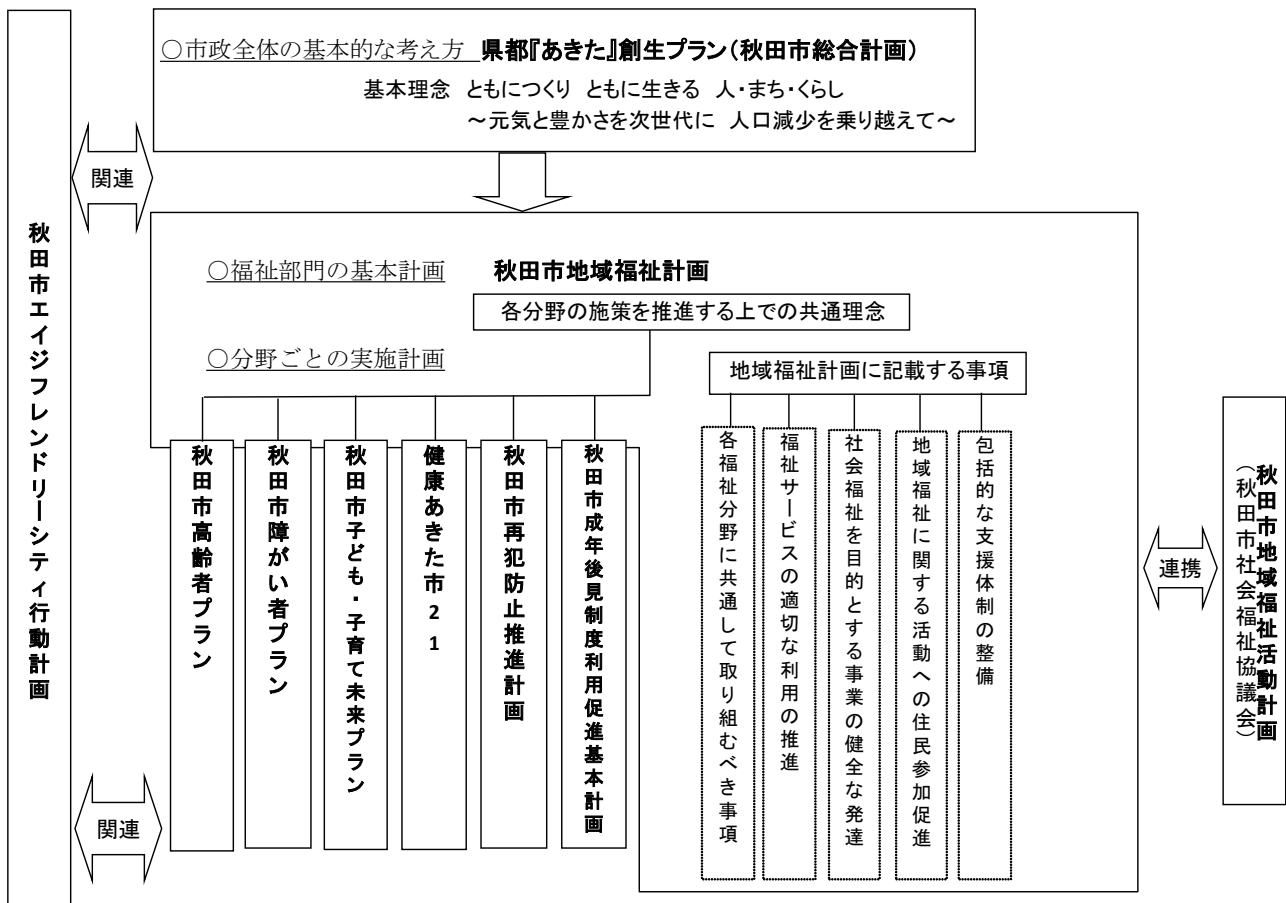 ○市政全体の基本的な考え方 県都『あきた』創生プラン(秋田市総合計画)
基本理念 ともにつくり ともに生きる 人・まち・くらし
～元気と豊かさを次世代に 人口減少を乗り越えて～
関連
秋田市エイジフレンドリーシティ行動計画
○福祉部門の基本計画 秋田市地域福祉計画
各分野の施策を推進する上での共通理念
○分野ごとの実施計画
地域福祉計画に記載する事項
秋田市高齢者プラン
秋田市障がい者プラン
秋田市子ども・子育て未来プラン
健康あきた市21
秋田市再犯防止推進計画
秋田市成年後見制度利用促進基本計画
各福祉分野に共通して取り組むべき事項
福祉サービスの適切な利用の推進
社会福祉を目的とする事業の健全な発達
地域福祉に関する活動への住民参加促進
包括的な支援体制の整備
連携
秋田市地域福祉活動計画
(秋田市社会福祉協議会)
関連